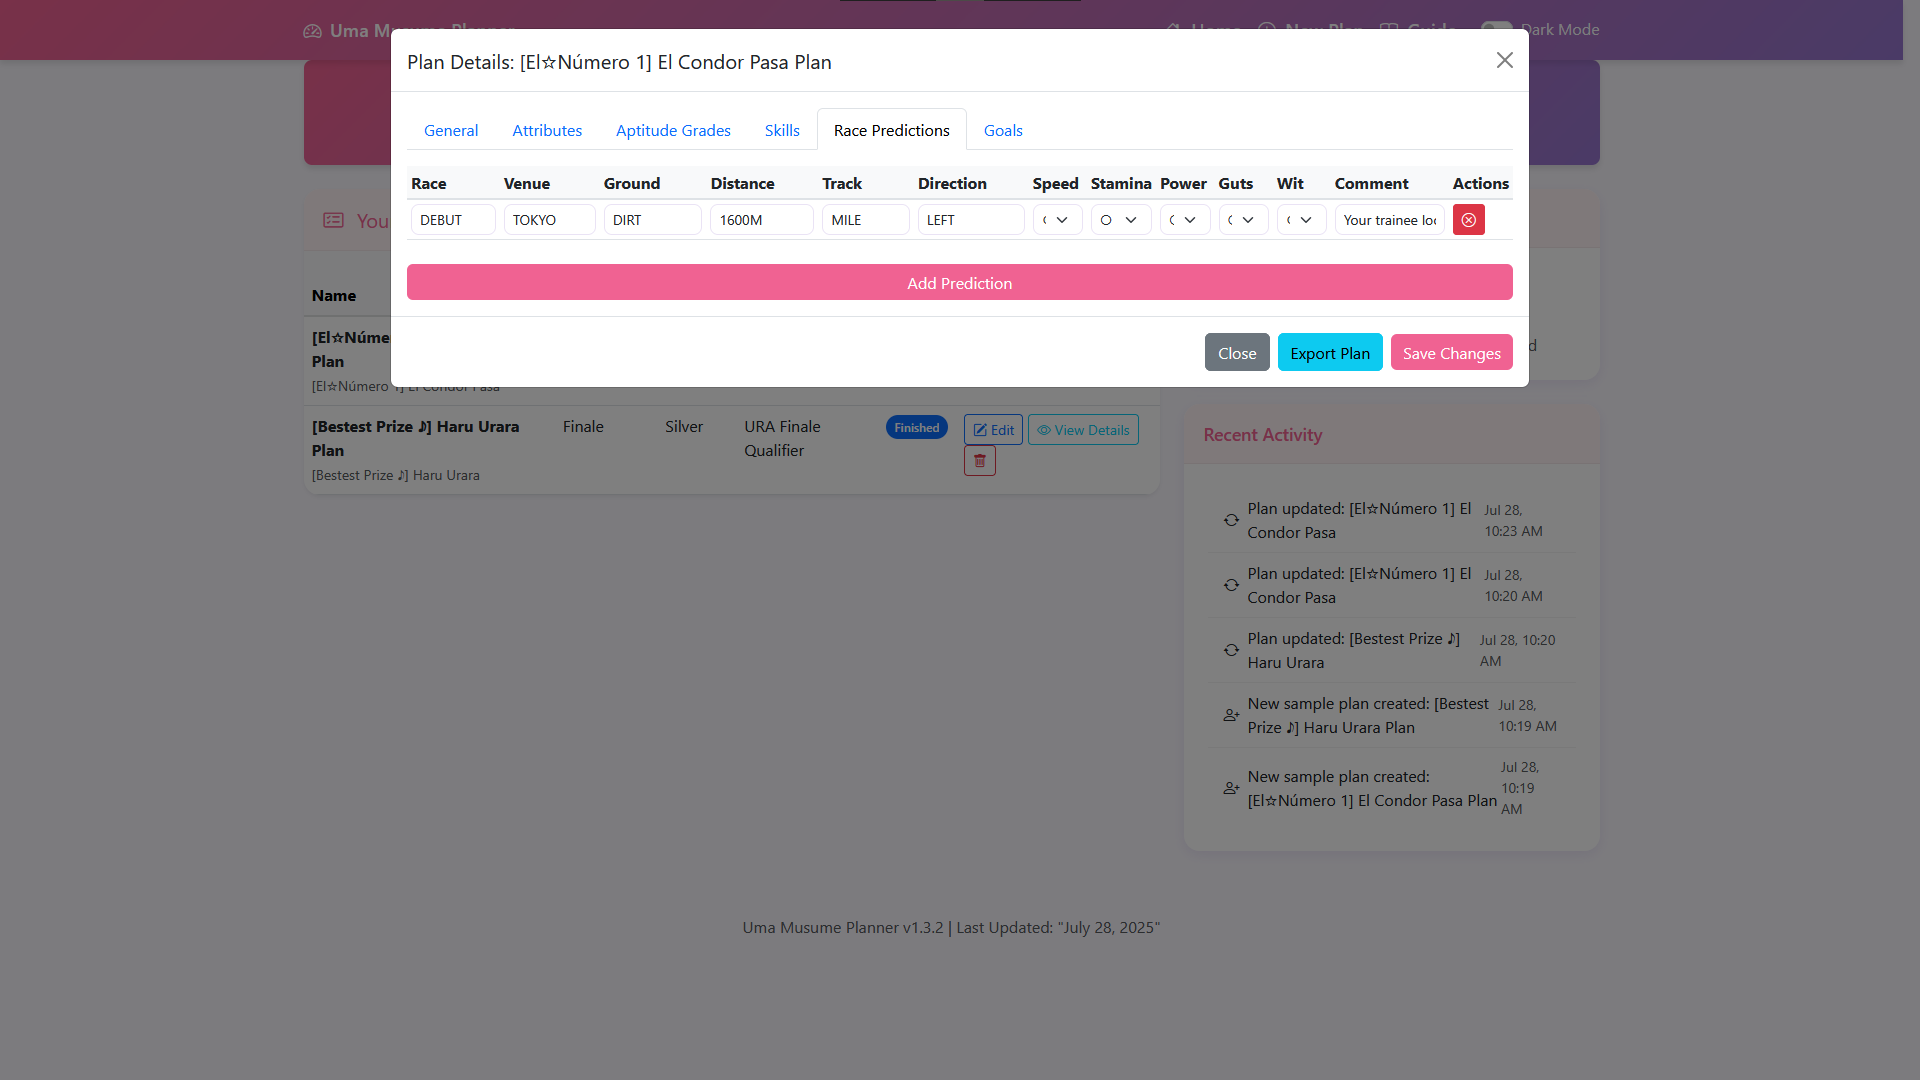 Uma M
Dark Mode
Plan Details: [El☆Número 1] El Condor Pasa Plan
General Attributes Aptitude Grades Skills Race Predictions Goals
Race Venue Ground Distance Track Direction Speed Stamina Power Guts Wit Comment Actions
DEBUT TOKYO DIRT 1600M MILE LEFT O Your trainee loo
Add Prediction
Close Export Plan Save Changes
You
Name
[El☆Núme
Plan
[El☆Número 1] El Condor Pasa
[Bestest Prize ♪] Haru Urara
Plan
[Bestest Prize ♪] Haru Urara
Finale
Silver
URA Finale
Qualifier
Finished
Edit
View Details
d
Recent Activity
Plan updated: [El☆Número 1] El
Condor Pasa
Jul 28,
10:23 AM
Plan updated: [El☆Número 1] El
Condor Pasa
Jul 28,
10:20 AM
Plan updated: [Bestest Prize ♪]
Haru Urara
Jul 28, 10:20
AM
New sample plan created: [Bestest
Prize ♪] Haru Urara Plan
Jul 28,
10:19 AM
New sample plan created:
[El☆Número 1] El Condor Pasa Plan
Jul 28,
10:19
AM
Uma Musume Planner v1.3.2 | Last Updated: "July 28, 2025"